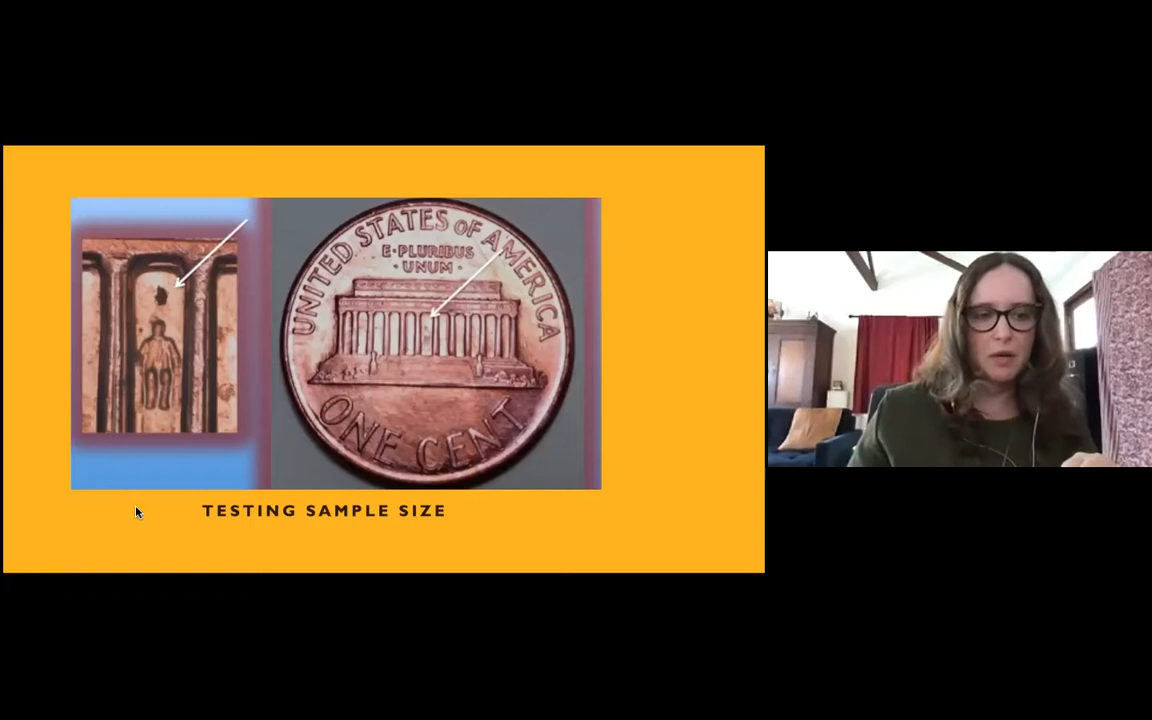 UNITED STATES OF AMERICA
E·PLURIBUS
·UNUM·
ONE CENT
TESTING SAMPLE SIZE